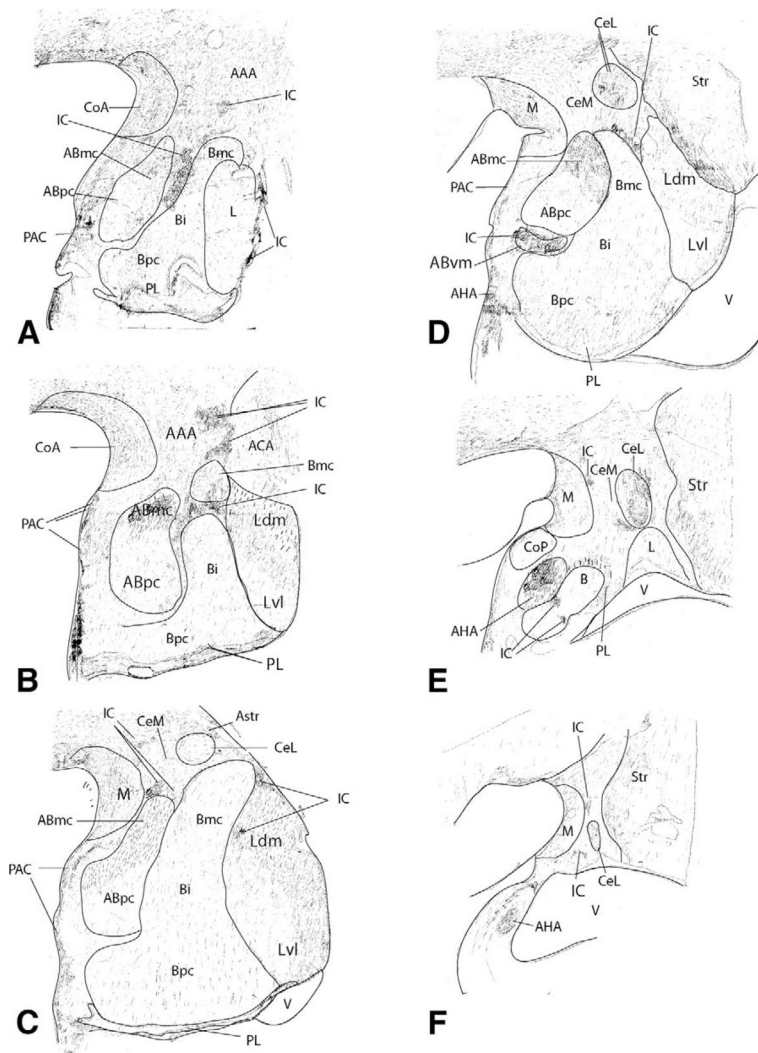 AAA
IC
CoA
IC
ABmc
Bmc
ABpc
L
Bi
PAC
IC
Bpc
PL
A
IC
AAA
ACA
CoA
Bmc
IC
ABmc
PAC
Ldm
ABpc
Bi
Lvl
Bpc
PL
B
IC
CeM
Astr
CeL
IC
M
ABmc
Bmc
Ldm
PAC
Bi
ABpc
Lvl
Bpc
V
PL
C
CeL
IC
Str
M
CeM
ABmc
Bmc
Ldm
PAC
ABpc
IC
Bi
Lvl
ABvm
AHA
Bpc
V
D
PL
IC
CeL
CeM
Str
M
CoP
L
B
V
AHA
IC
PL
E
IC
Str
M
IC
CeL
V
AHA
F